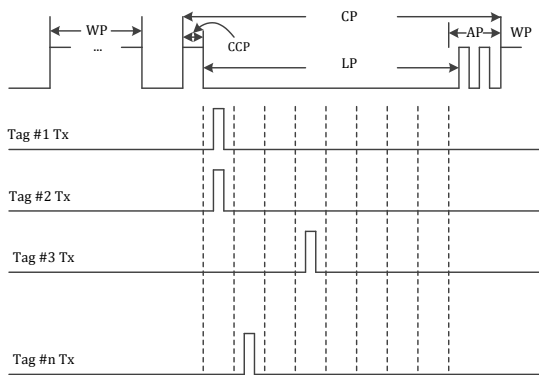 CP
WP
...
CCP
LP
AP
WP
Tag #1 Tx
Tag #2 Tx
Tag #3 Tx
Tag #n Tx